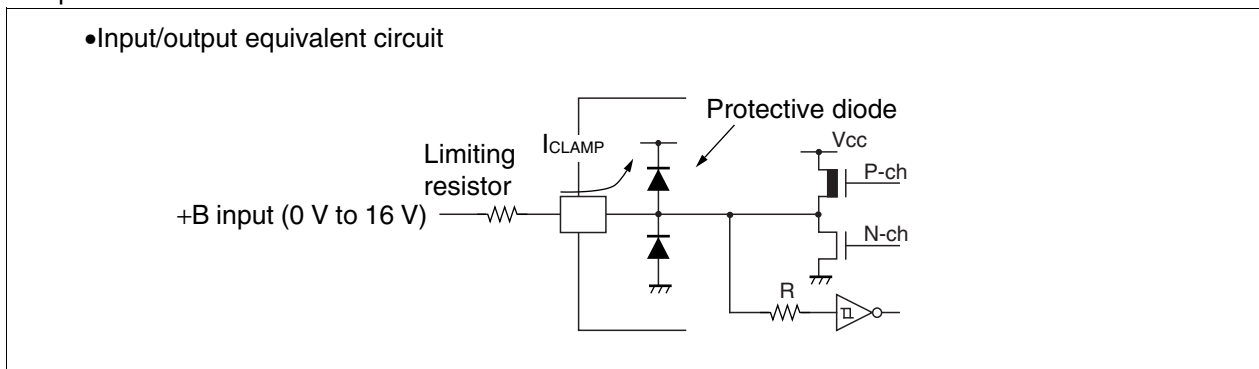 •Input/output equivalent circuit
Protective diode
ICLAMP
Vcc
Limiting
resistor
P-ch
+B input (0 V to 16 V)
N-ch
R